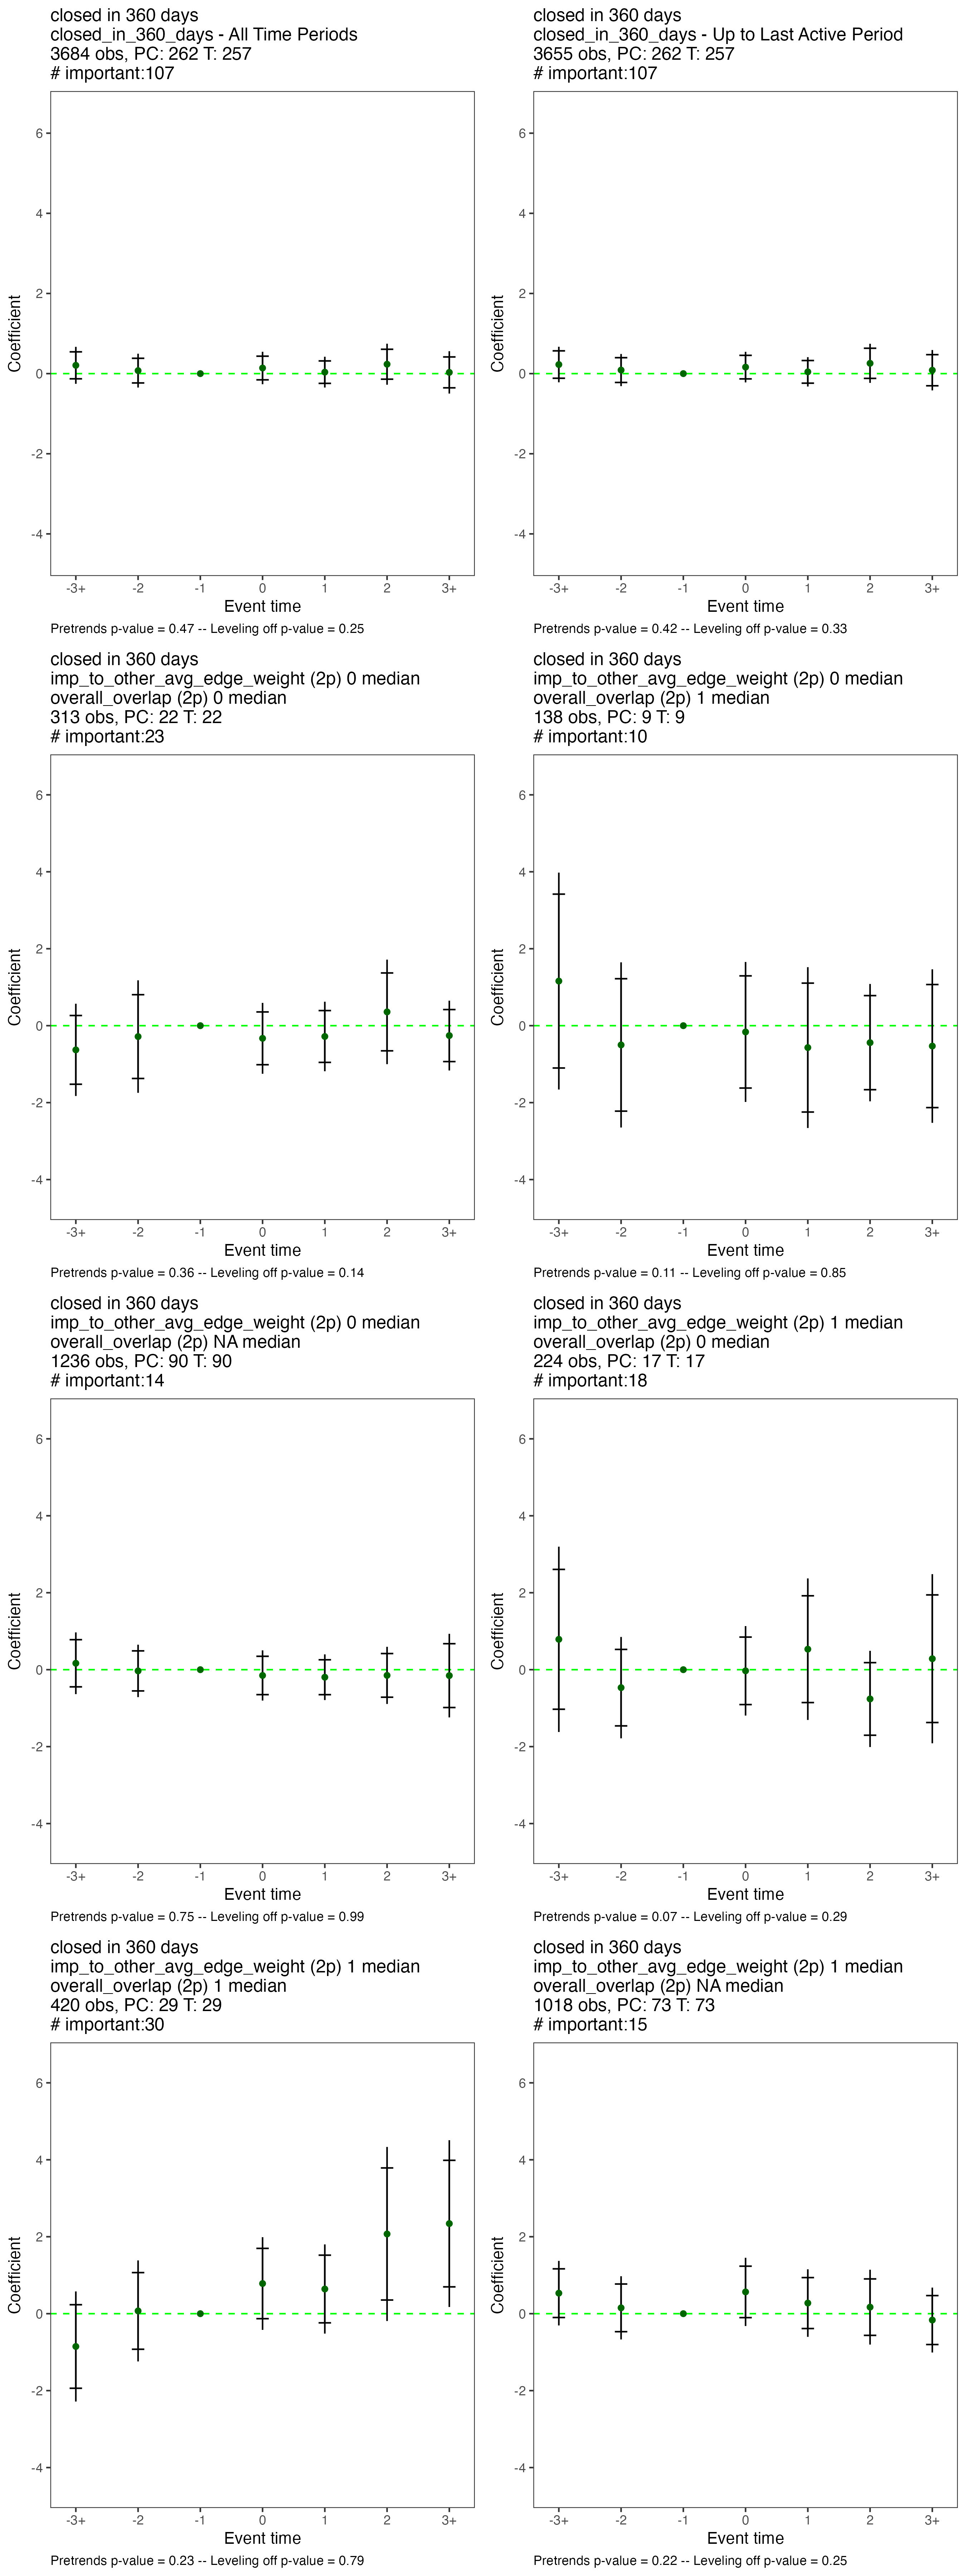 closed in 360 days
closed_in_360_days - All Time Periods
3684 obs, PC: 262 T: 257
# important:107
Coefficient
6
4
2
0
-2
-4
-3+ -2 -1 0 1 2 3+
Event time
Pretrends p-value = 0.47 -- Leveling off p-value = 0.25
closed in 360 days
closed_in_360_days - Up to Last Active Period
3655 obs, PC: 262 T: 257
# important:107
Coefficient
6
4
2
0
-2
-4
-3+ -2 -1 0 1 2 3+
Event time
Pretrends p-value = 0.42 -- Leveling off p-value = 0.33
closed in 360 days
imp_to_other_avg_edge_weight (2p) 0 median
overall_overlap (2p) 0 median
313 obs, PC: 22 T: 22
# important:23
Coefficient
6
4
2
0
-2
-4
-3+ -2 -1 0 1 2 3+
Event time
Pretrends p-value = 0.36 -- Leveling off p-value = 0.14
closed in 360 days
imp_to_other_avg_edge_weight (2p) 0 median
overall_overlap (2p) 1 median
138 obs, PC: 9 T: 9
# important:10
Coefficient
6
4
2
0
-2
-4
-3+ -2 -1 0 1 2 3+
Event time
Pretrends p-value = 0.11 -- Leveling off p-value = 0.85
closed in 360 days
imp_to_other_avg_edge_weight (2p) 0 median
overall_overlap (2p) NA median
1236 obs, PC: 90 T: 90
# important:14
Coefficient
6
4
2
0
-2
-4
-3+ -2 -1 0 1 2 3+
Event time
Pretrends p-value = 0.75 -- Leveling off p-value = 0.99
closed in 360 days
imp_to_other_avg_edge_weight (2p) 1 median
overall_overlap (2p) 0 median
224 obs, PC: 17 T: 17
# important:18
Coefficient
6
4
2
0
-2
-4
-3+ -2 -1 0 1 2 3+
Event time
Pretrends p-value = 0.07 -- Leveling off p-value = 0.29
closed in 360 days
imp_to_other_avg_edge_weight (2p) 1 median
overall_overlap (2p) 1 median
420 obs, PC: 29 T: 29
# important:30
Coefficient
6
4
2
0
-2
-4
-3+ -2 -1 0 1 2 3+
Event time
Pretrends p-value = 0.23 -- Leveling off p-value = 0.79
closed in 360 days
imp_to_other_avg_edge_weight (2p) 1 median
overall_overlap (2p) NA median
1018 obs, PC: 73 T: 73
# important:15
Coefficient
6
4
2
0
-2
-4
-3+ -2 -1 0 1 2 3+
Event time
Pretrends p-value = 0.22 -- Leveling off p-value = 0.25